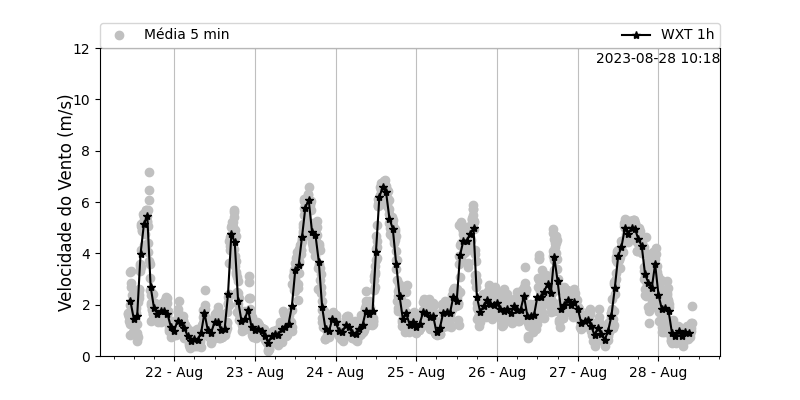 Média 5 min
WXT 1h
2023-08-28 10:18
Velocidade do Vento (m/s)
12
10
8
6
4
2
0
22 - Aug
23 - Aug
24 - Aug
25 - Aug
26 - Aug
27 - Aug
28 - Aug